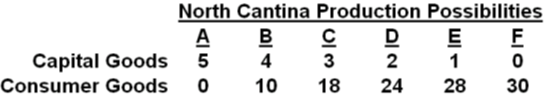 North Cantina Production Possibilities
A B C D E F
Capital Goods 5 4 3 2 1 0
Consumer Goods 0 10 18 24 28 30